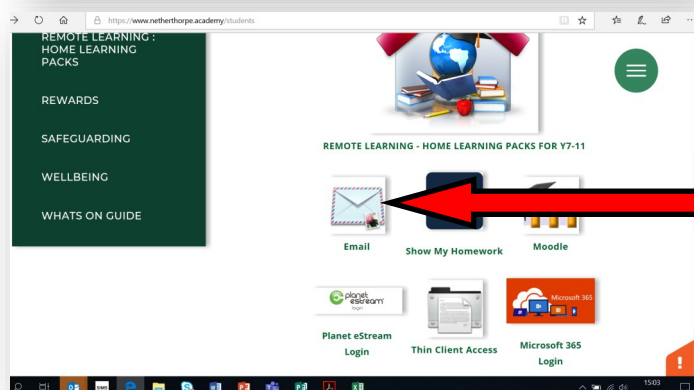 https://www.netherthorpe.academy/students
REMOTE LEARNING :
HOME LEARNING
PACKS
REWARDS
SAFEGUARDING
WELLBEING
WHATS ON GUIDE
REMOTE LEARNING - HOME LEARNING PACKS FOR Y7-11
Email
Show My Homework
Moodle
planet
estream
login
Microsoft 365
Planet eStream
Login
Thin Client Access
Microsoft 365
Login
SIMS
15:03